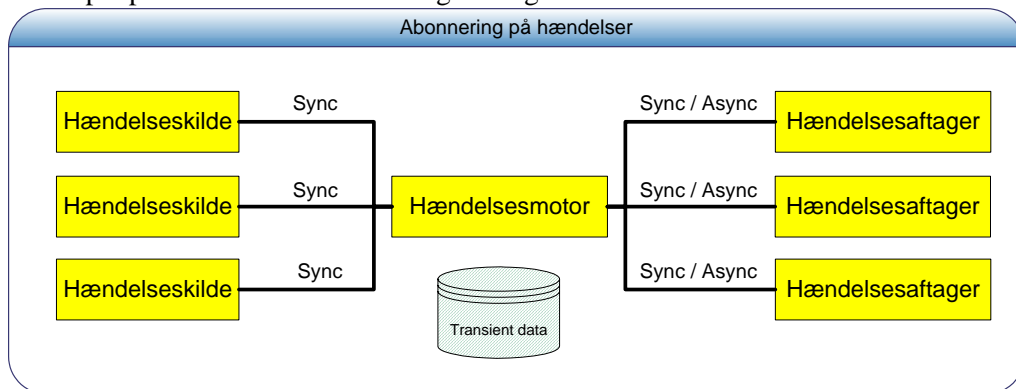 Abonnering på hændelser
Sync
Sync / Async
Hændelseskilde
Hændelsesaftager
Sync
Sync / Async
Hændelseskilde
Hændelsesmotor
Hændelsesaftager
Sync
Sync / Async
Hændelseskilde
Hændelsesaftager
Transient data